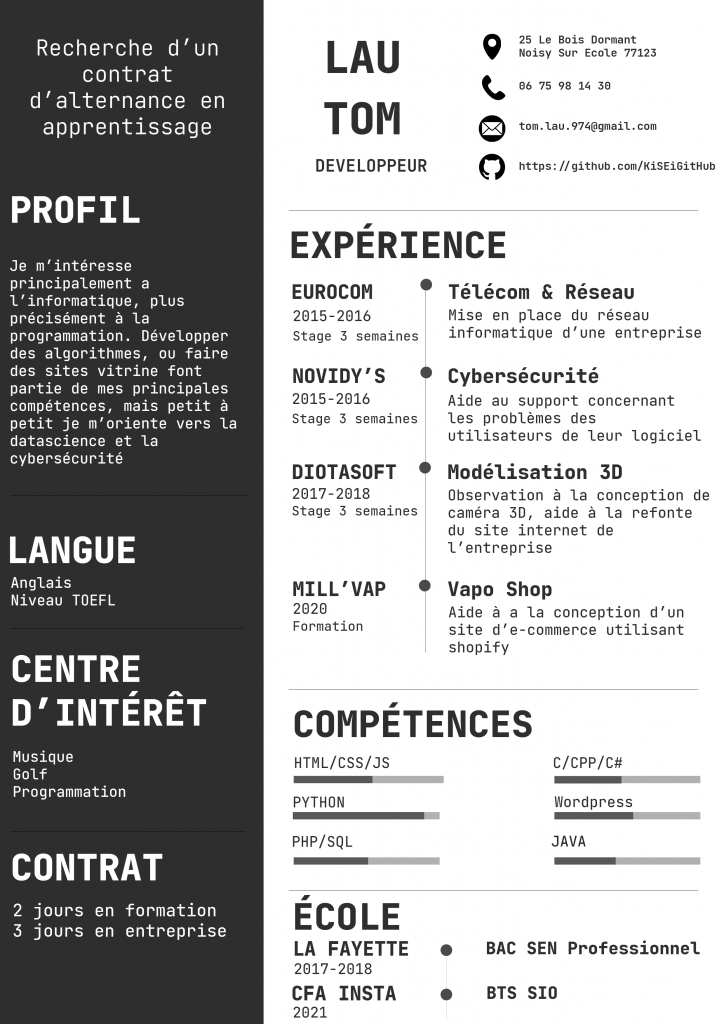 Recherche d’un
contrat
d’alternance en
apprentissage
PROFIL
Je m’intéresse
principalement a
l’informatique, plus
précisément à la
programmation. Développer
des algorithmes, ou faire
des sites vitrine font
partie de mes principales
compétences, mais petit à
petit je m’oriente vers la
datascience et la
cybersécurité
LANGUE
Anglais
Niveau TOEFL
CENTRE
D’INTÉRÊT
Musique
Golf
Programmation
CONTRAT
2 jours en formation
3 jours en entreprise
LAU
TOM
DEVELOPPEUR
25 Le Bois Dormant
Noisy Sur Ecole 77123
06 75 98 14 30
tom.lau.974@gmail.com
https://github.com/KiSEiGitHub
EXPÉRIENCE
EUROCOM
2015-2016
Stage 3 semaines
Télécom & Réseau
Mise en place du réseau
informatique d’une entreprise
NOVIDY’S
2015-2016
Stage 3 semaines
Cybersécurité
Aide au support concernant
les problèmes des
utilisateurs de leur logiciel
DIOTASOFT
2017-2018
Stage 3 semaines
Modélisation 3D
Observation à la conception de
caméra 3D, aide à la refonte
du site internet de
l’entreprise
MILL’VAP
2020
Formation
Vapo Shop
Aide à a la conception d’un
site d’e-commerce utilisant
shopify
COMPÉTENCES
HTML/CSS/JS
C/CPP/C#
PYTHON
Wordpress
PHP/SQL
JAVA
ÉCOLE
LA FAYETTE
2017-2018
BAC SEN Professionnel
CFA INSTA
2021
BTS SIO